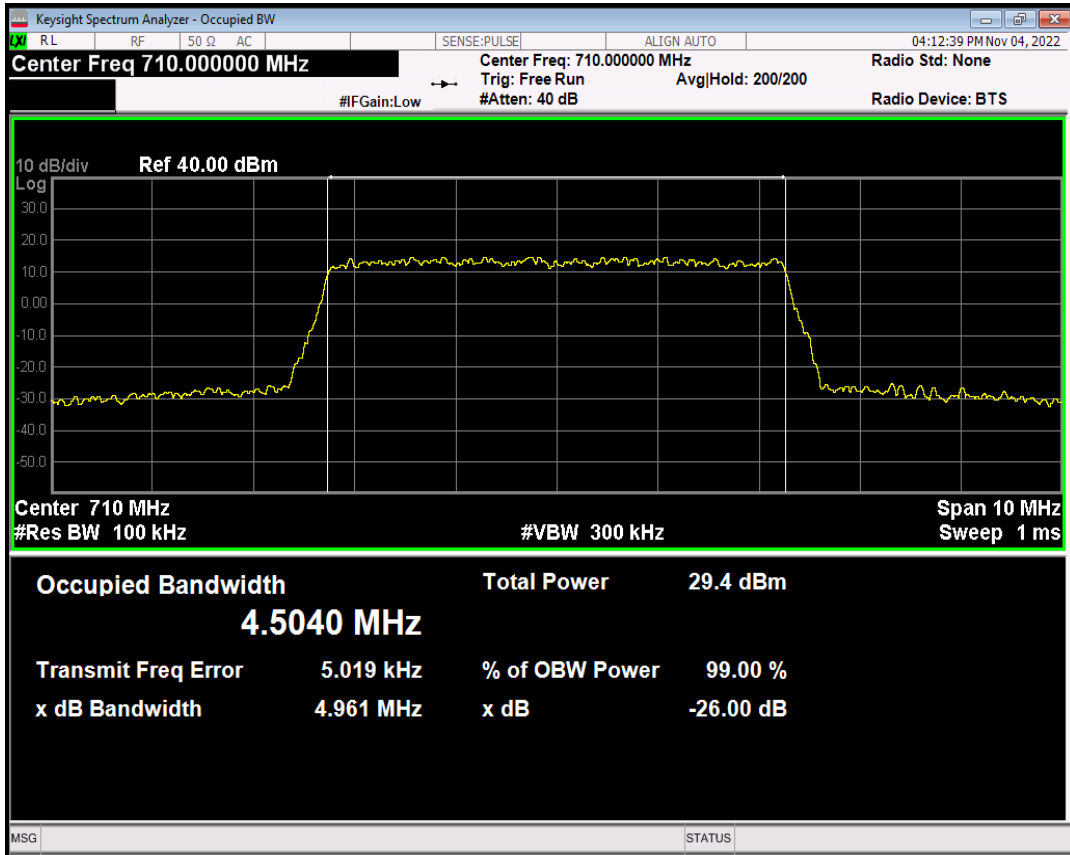 Keysight Spectrum Analyzer - Occupied BW
LXI RL RF 50 Ω AC SENSE:PULSE ALIGN AUTO 04:12:39 PM Nov 04, 2022
Center Freq 710.000000 MHz Center Freq: 710.000000 MHz Radio Std: None
Trig: Free Run Avg|Hold: 200/200
#IFGain:Low #Atten: 40 dB Radio Device: BTS
10 dB/div Ref 40.00 dBm
Log
30.0
20.0
10.0
0.00
-10.0
-20.0
-30.0
-40.0
-50.0
Center 710 MHz Span 10 MHz
#Res BW 100 kHz #VBW 300 kHz Sweep 1 ms
Occupied Bandwidth Total Power 29.4 dBm
4.5040 MHz
Transmit Freq Error 5.019 kHz % of OBW Power 99.00 %
x dB Bandwidth 4.961 MHz x dB -26.00 dB
MSG STATUS